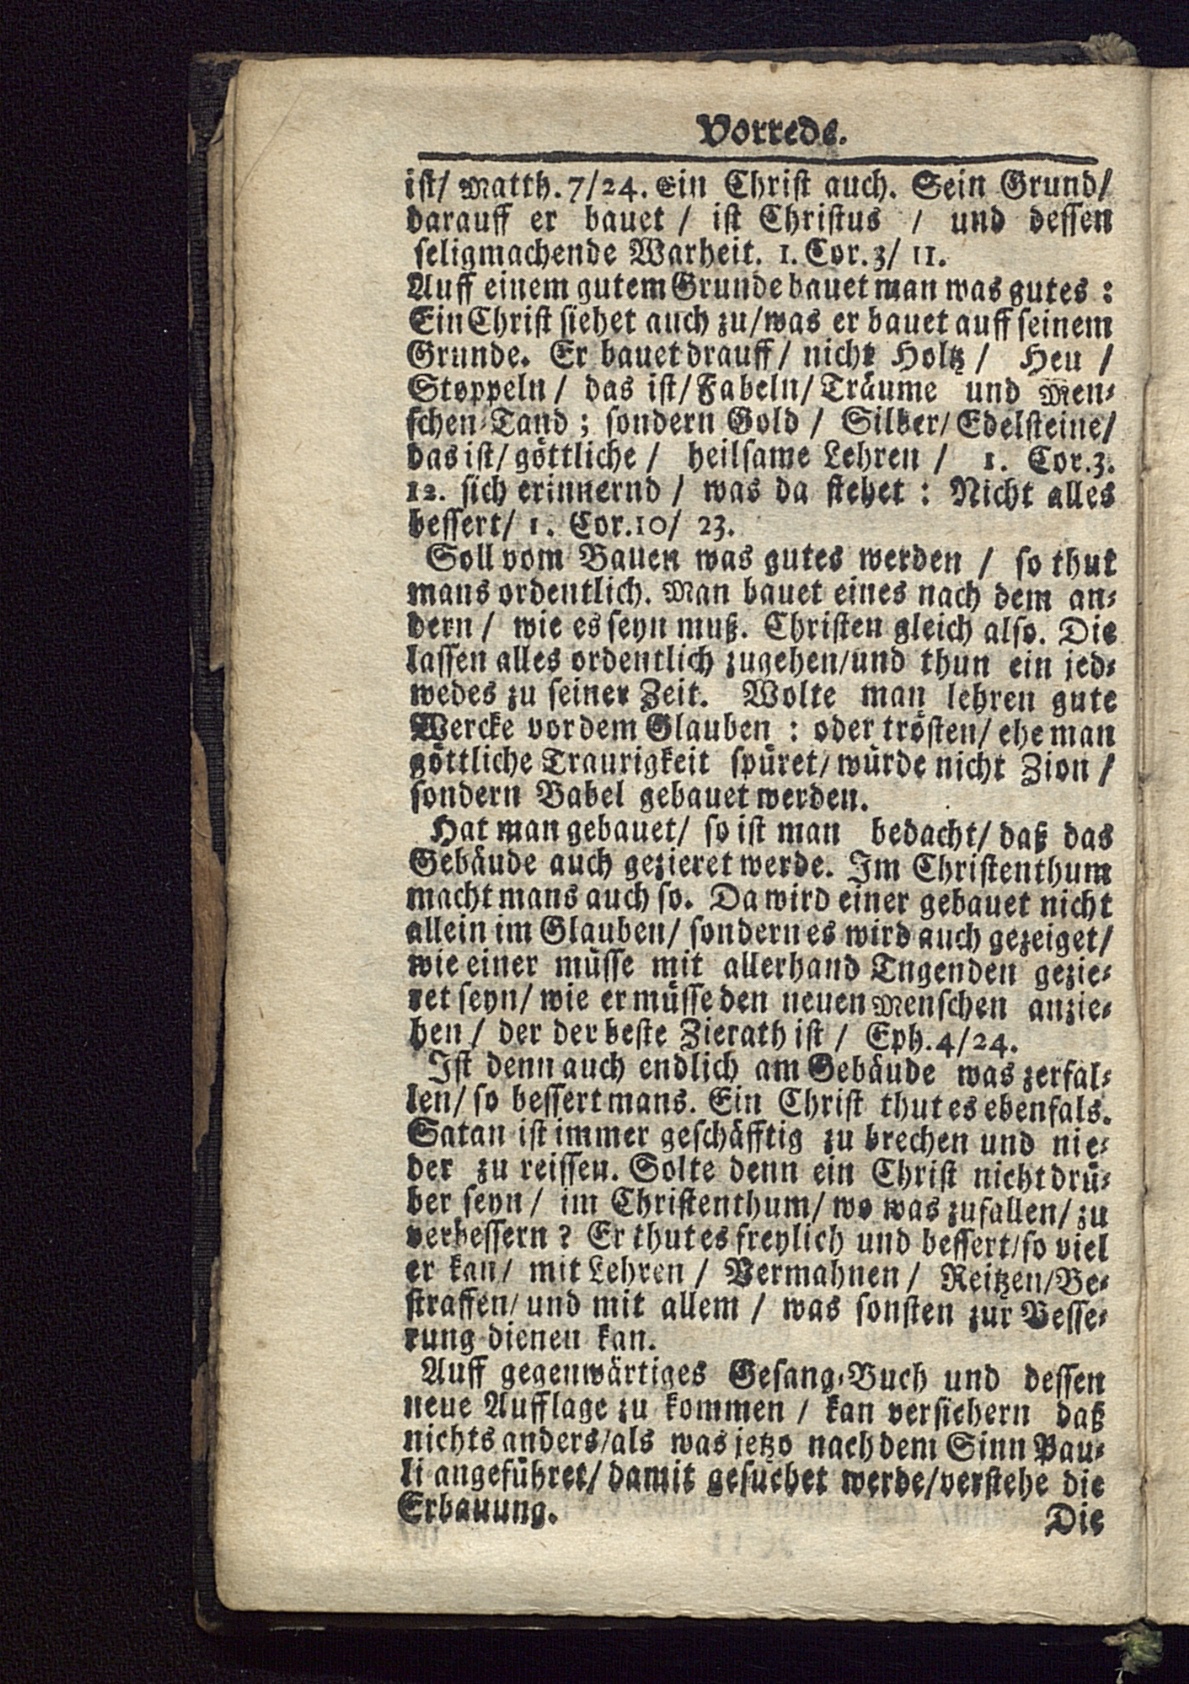 Vorrede.
ist/ Matth. 7/24. Ein Christ auch. Sein Grund/
darauff er bauet / ist Christus / und dessen
seligmachende Warheit. 1. Cor. 3/ 11.
Auff einem gutem Grunde bauet man was gutes :
Ein Christ siehet auch zu/was er bauet auff seinem
Grunde. Er bauet drauff/ nicht Holtz / Heu /
Stoppeln / das ist/ Fabeln/ Träume und Men-
schen-Tand ; sondern Gold / Silber/ Edelsteine/
das ist/ göttliche / heilsame Lehren / 1. Cor. 3.
12. sich erinnernd / was da stehet : Nicht alles
bessert/ 1. Cor. 10/ 23.
Soll vom Bauen was gutes werden / so thut
mans ordentlich. Man bauet eines nach dem an-
dern / wie es seyn muß. Christen gleich also. Die
lassen alles ordentlich zugehen/und thun ein jed-
wedes zu seiner Zeit. Wolte man lehren gute
Wercke vor dem Glauben : oder trösten/ ehe man
göttliche Traurigkeit spüret/ würde nicht Zion /
sondern Babel gebauet werden.
Hat man gebauet/ so ist man bedacht/ daß das
Gebäude auch gezieret werde. Im Christenthum
macht mans auch so. Da wird einer gebauet nicht
allein im Glauben/ sondern es wird auch gezeiget/
wie einer müsse mit allerhand Tngenden gezie-
ret seyn/ wie er müsse den neuen Menschen anzie-
hen / der der beste Zierath ist / Eph. 4/24.
Ist denn auch endlich am Gebäude was zerfal-
len/ so bessert mans. Ein Christ thut es ebenfals.
Satan ist immer geschäfftig zu brechen und nie-
der zu reissen. Solte denn ein Christ nicht drü-
ber seyn / im Christenthum/ wo was zufallen/ zu
verbessern ? Er thut es freylich und bessert/so viel
er kan/ mit Lehren / Vermahnen / Reitzen/Be-
straffen/ und mit allem / was sonsten zur Besse-
rung dienen kan.
Auff gegenwärtiges Gesang-Buch und dessen
neue Aufflage zu kommen / kan versichern daß
nichts anders/als was jetzo nach dem Sinn Pau-
li angeführet/ damit gesuchet werde/verstehe die
Erbauung.
Die